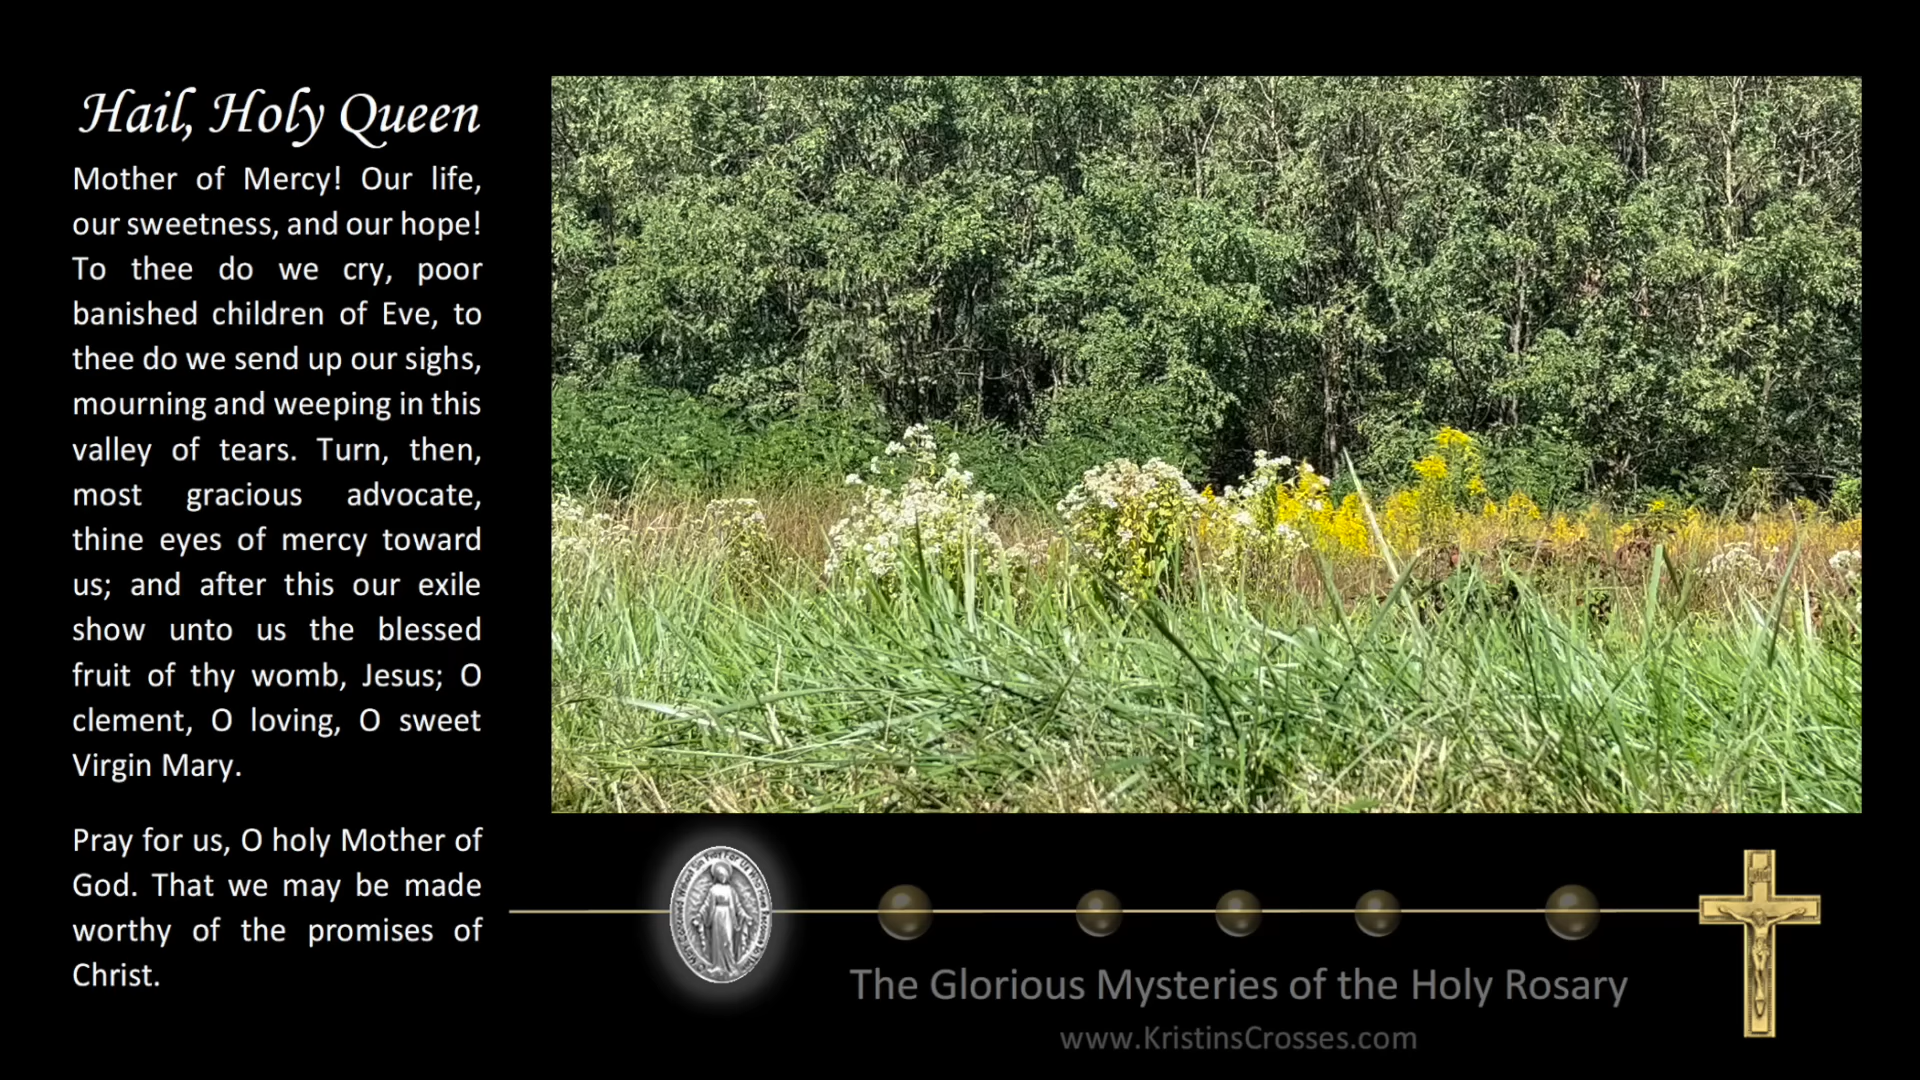 Hail, Holy Queen
Mother of Mercy! Our life,
our sweetness, and our hope!
To thee do we cry, poor
banished children of Eve, to
thee do we send up our sighs,
mourning and weeping in this
valley of tears. Turn, then,
most gracious advocate,
thine eyes of mercy toward
us; and after this our exile
show unto us the blessed
fruit of thy womb, Jesus; O
clement, O loving, O sweet
Virgin Mary.
Pray for us, O holy Mother of
God. That we may be made
worthy of the promises of
Christ.
The Glorious Mysteries of the Holy Rosary
www.KristinsCrosses.com